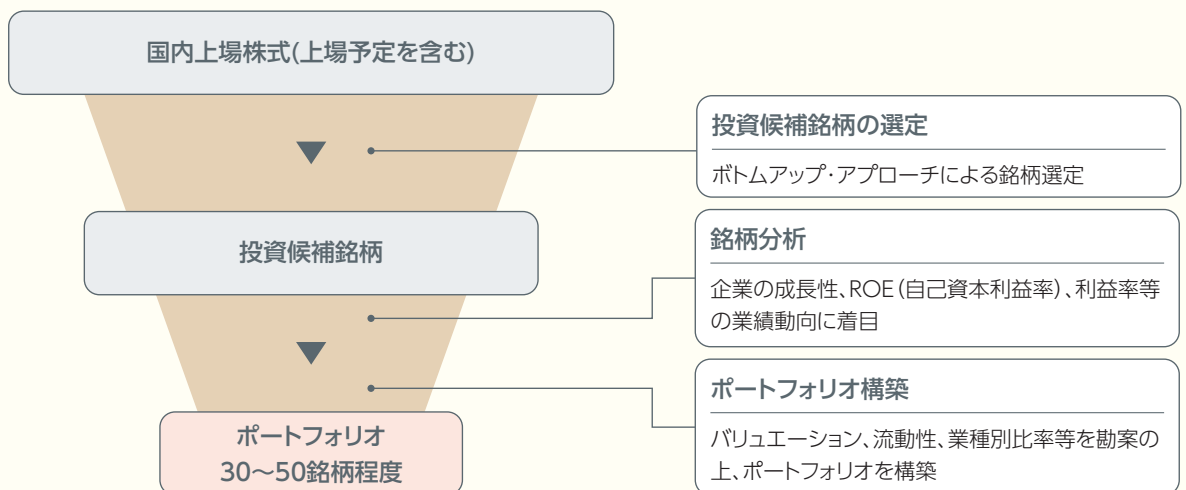 国内上場株式(上場予定を含む)
投資候補銘柄の選定
ボトムアップ・アプローチによる銘柄選定
投資候補銘柄
銘柄分析
企業の成長性、ROE(自己資本利益率)、利益率等
の業績動向に着目
ポートフォリオ
30〜50銘柄程度
ポートフォリオ構築
バリュエーション、流動性、業種別比率等を勘案の
上、ポートフォリオを構築